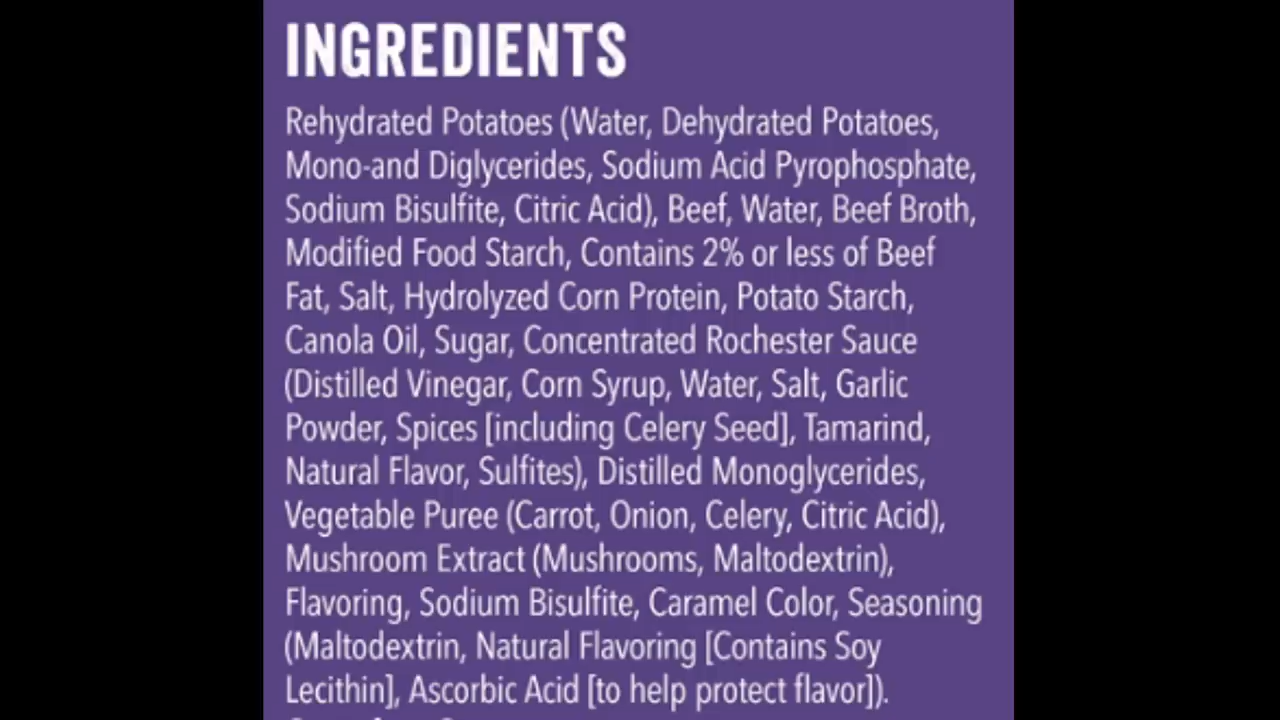 INGREDIENTS
Rehydrated Potatoes (Water, Dehydrated Potatoes,
Mono-and Diglycerides, Sodium Acid Pyrophosphate,
Sodium Bisulfite, Citric Acid), Beef, Water, Beef Broth,
Modified Food Starch, Contains 2% or less of Beef
Fat, Salt, Hydrolyzed Corn Protein, Potato Starch,
Canola Oil, Sugar, Concentrated Rochester Sauce
(Distilled Vinegar, Corn Syrup, Water, Salt, Garlic
Powder, Spices [including Celery Seed], Tamarind,
Natural Flavor, Sulfites), Distilled Monoglycerides,
Vegetable Puree (Carrot, Onion, Celery, Citric Acid),
Mushroom Extract (Mushrooms, Maltodextrin),
Flavoring, Sodium Bisulfite, Caramel Color, Seasoning
(Maltodextrin, Natural Flavoring [Contains Soy
Lecithin], Ascorbic Acid [to help protect flavor]).